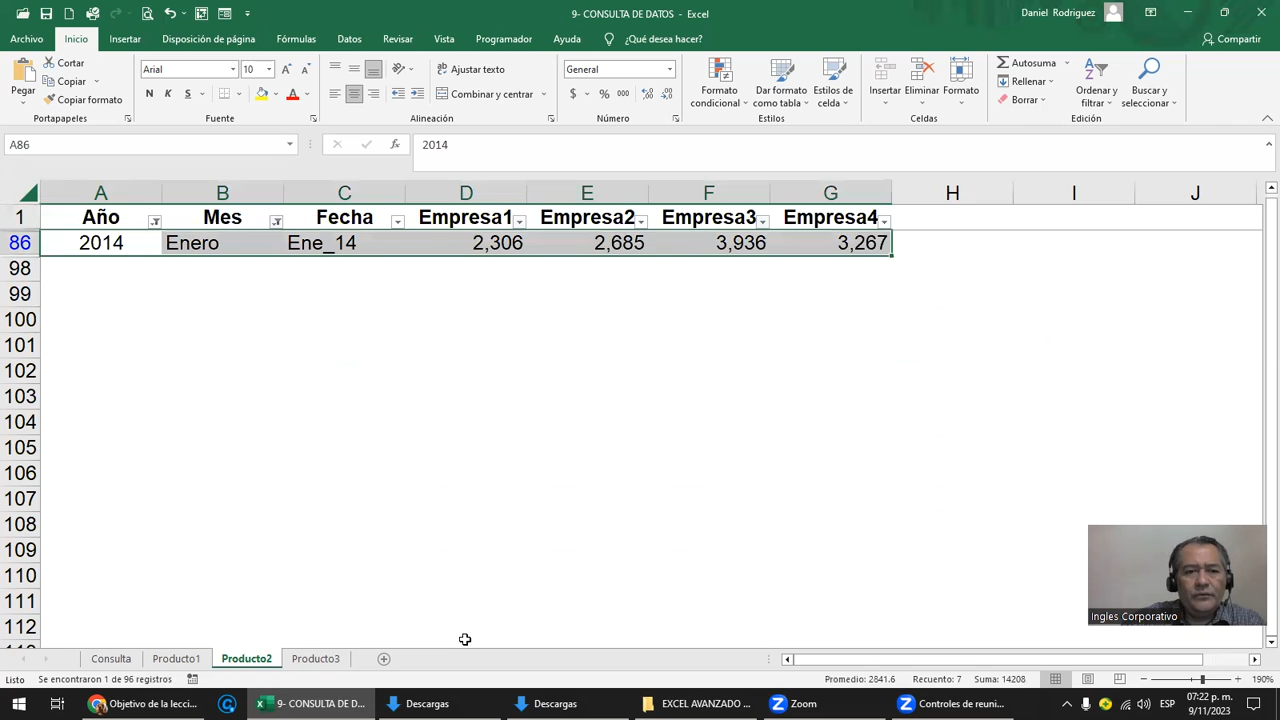 9- CONSULTA DE DATOS - Excel
Daniel Rodriguez
Archivo Inicio Insertar Disposición de página Fórmulas Datos Revisar Vista Programador Ayuda ¿Qué desea hacer? Compartir
Pegar Cortar Copiar Copiar formato
Arial 10
N K S
Ajustar texto
Combinar y centrar
General
$ % 000
Formato condicional Dar formato como tabla Estilos de celda
Insertar Eliminar Formato
Autosuma
Rellenar
Borrar
Ordenar y filtrar Buscar y seleccionar
Portapapeles Fuente Alineación Número Estilos Celdas Edición
A86 fx 2014
A B C D E F G H I J
1 Año Mes Fecha Empresa1 Empresa2 Empresa3 Empresa4
86 2014 Enero Ene_14 2,306 2,685 3,936 3,267
98
99
100
101
102
103
104
105
106
107
108
109
110
111
112
Ingles Corporativo
Consulta Producto1 Producto2 Producto3
Listo Se encontraron 1 de 96 registros Promedio: 2841.6 Recuento: 7 Suma: 14208 190%
Objetivo de la lecci... 9- CONSULTA DE D... Descargas Descargas EXCEL AVANZADO ... Zoom Controles de reuni... ESP 07:22 p. m.
9/11/2023